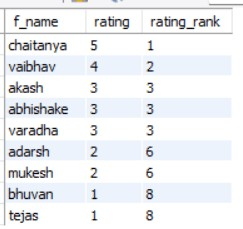 f_name rating rating_rank
chaitanya 5 1
vaibhav 4 2
akash 3 3
abhishake 3 3
varadha 3 3
adarsh 2 6
mukesh 2 6
bhuvan 1 8
tejas 1 8